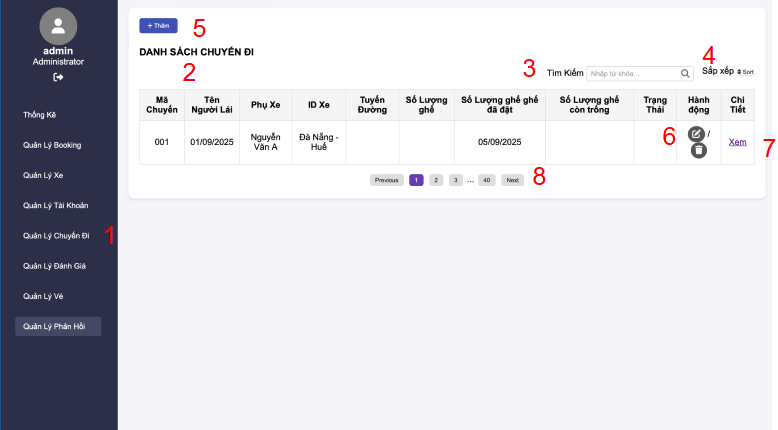 admin
Administrator
Thống Kê
Quản Lý Booking
Quản Lý Xe
Quản Lý Tài Khoản
Quản Lý Chuyến Đi 1
Quản Lý Đánh Giá
Quản Lý Vé
Quản Lý Phản Hồi
+ Thêm 5
DANH SÁCH CHUYẾN ĐI
2
3 Tìm Kiếm Nhập từ khóa... 4 Sắp xếp Sort
Mã Chuyến Tên Người Lái Phụ Xe ID Xe Tuyến Đường Số Lượng ghế Số Lượng ghế ghế đã đặt Số Lượng ghế còn trống Trạng Thái Hành động Chi Tiết
001 01/09/2025 Nguyễn Văn A Đà Nẵng - Huế 05/09/2025 6 / Xem 7
Previous 1 2 3 ... 40 Next 8